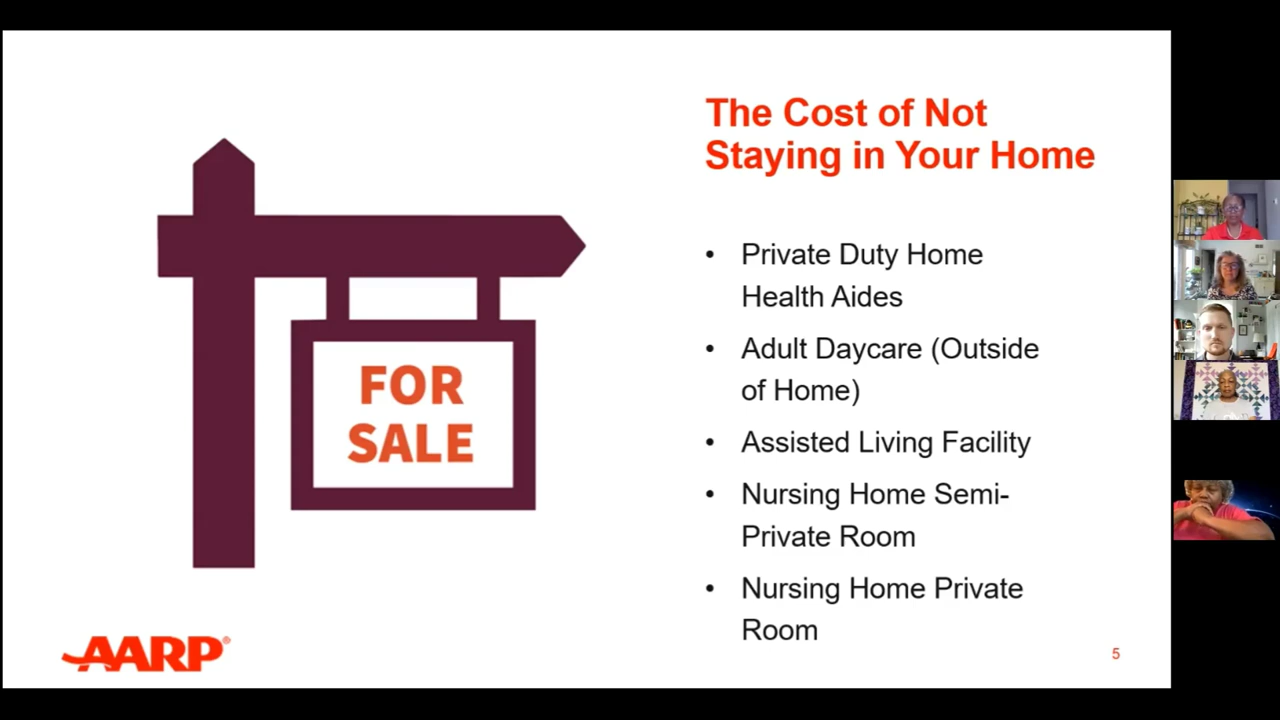 The Cost of Not
Staying in Your Home
• Private Duty Home
Health Aides
• Adult Daycare (Outside
of Home)
• Assisted Living Facility
• Nursing Home Semi-
Private Room
• Nursing Home Private
Room
FOR
SALE
AARP®
5